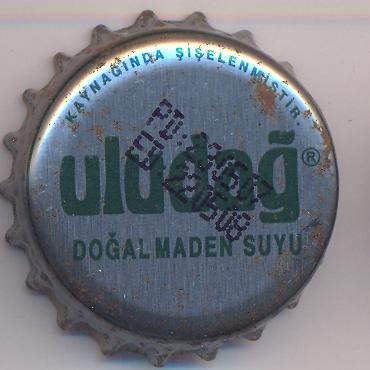 KAYNAĞINDA ŞİŞELENMİŞTİR.
uludağ®
DOĞAL MADEN SUYU